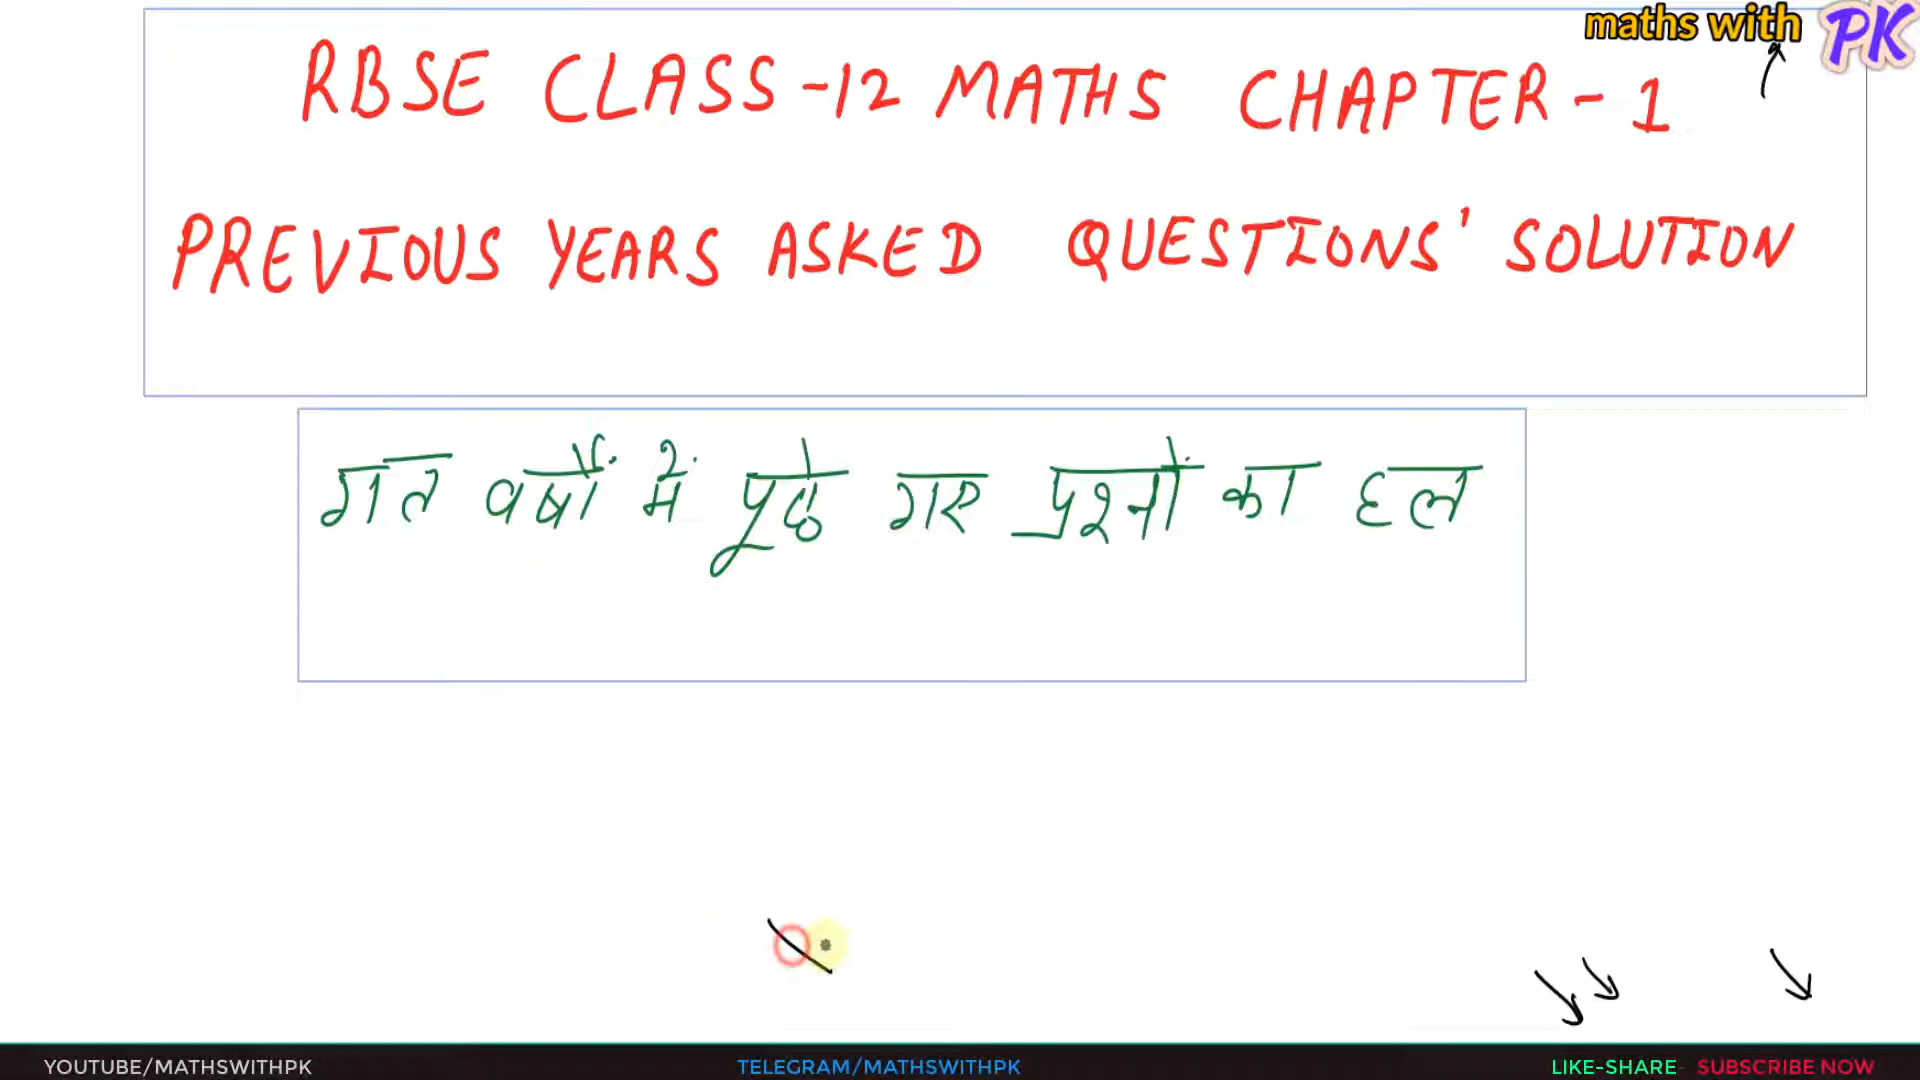 maths with PK
RBSE CLASS-12 MATHS CHAPTER-1
PREVIOUS YEARS ASKED QUESTIONS' SOLUTION
गत वर्षों में पूछे गए प्रश्नों का हल
YOUTUBE/MATHSWITHPK TELEGRAM/MATHSWITHPK LIKE-SHARE- SUBSCRIBE NOW